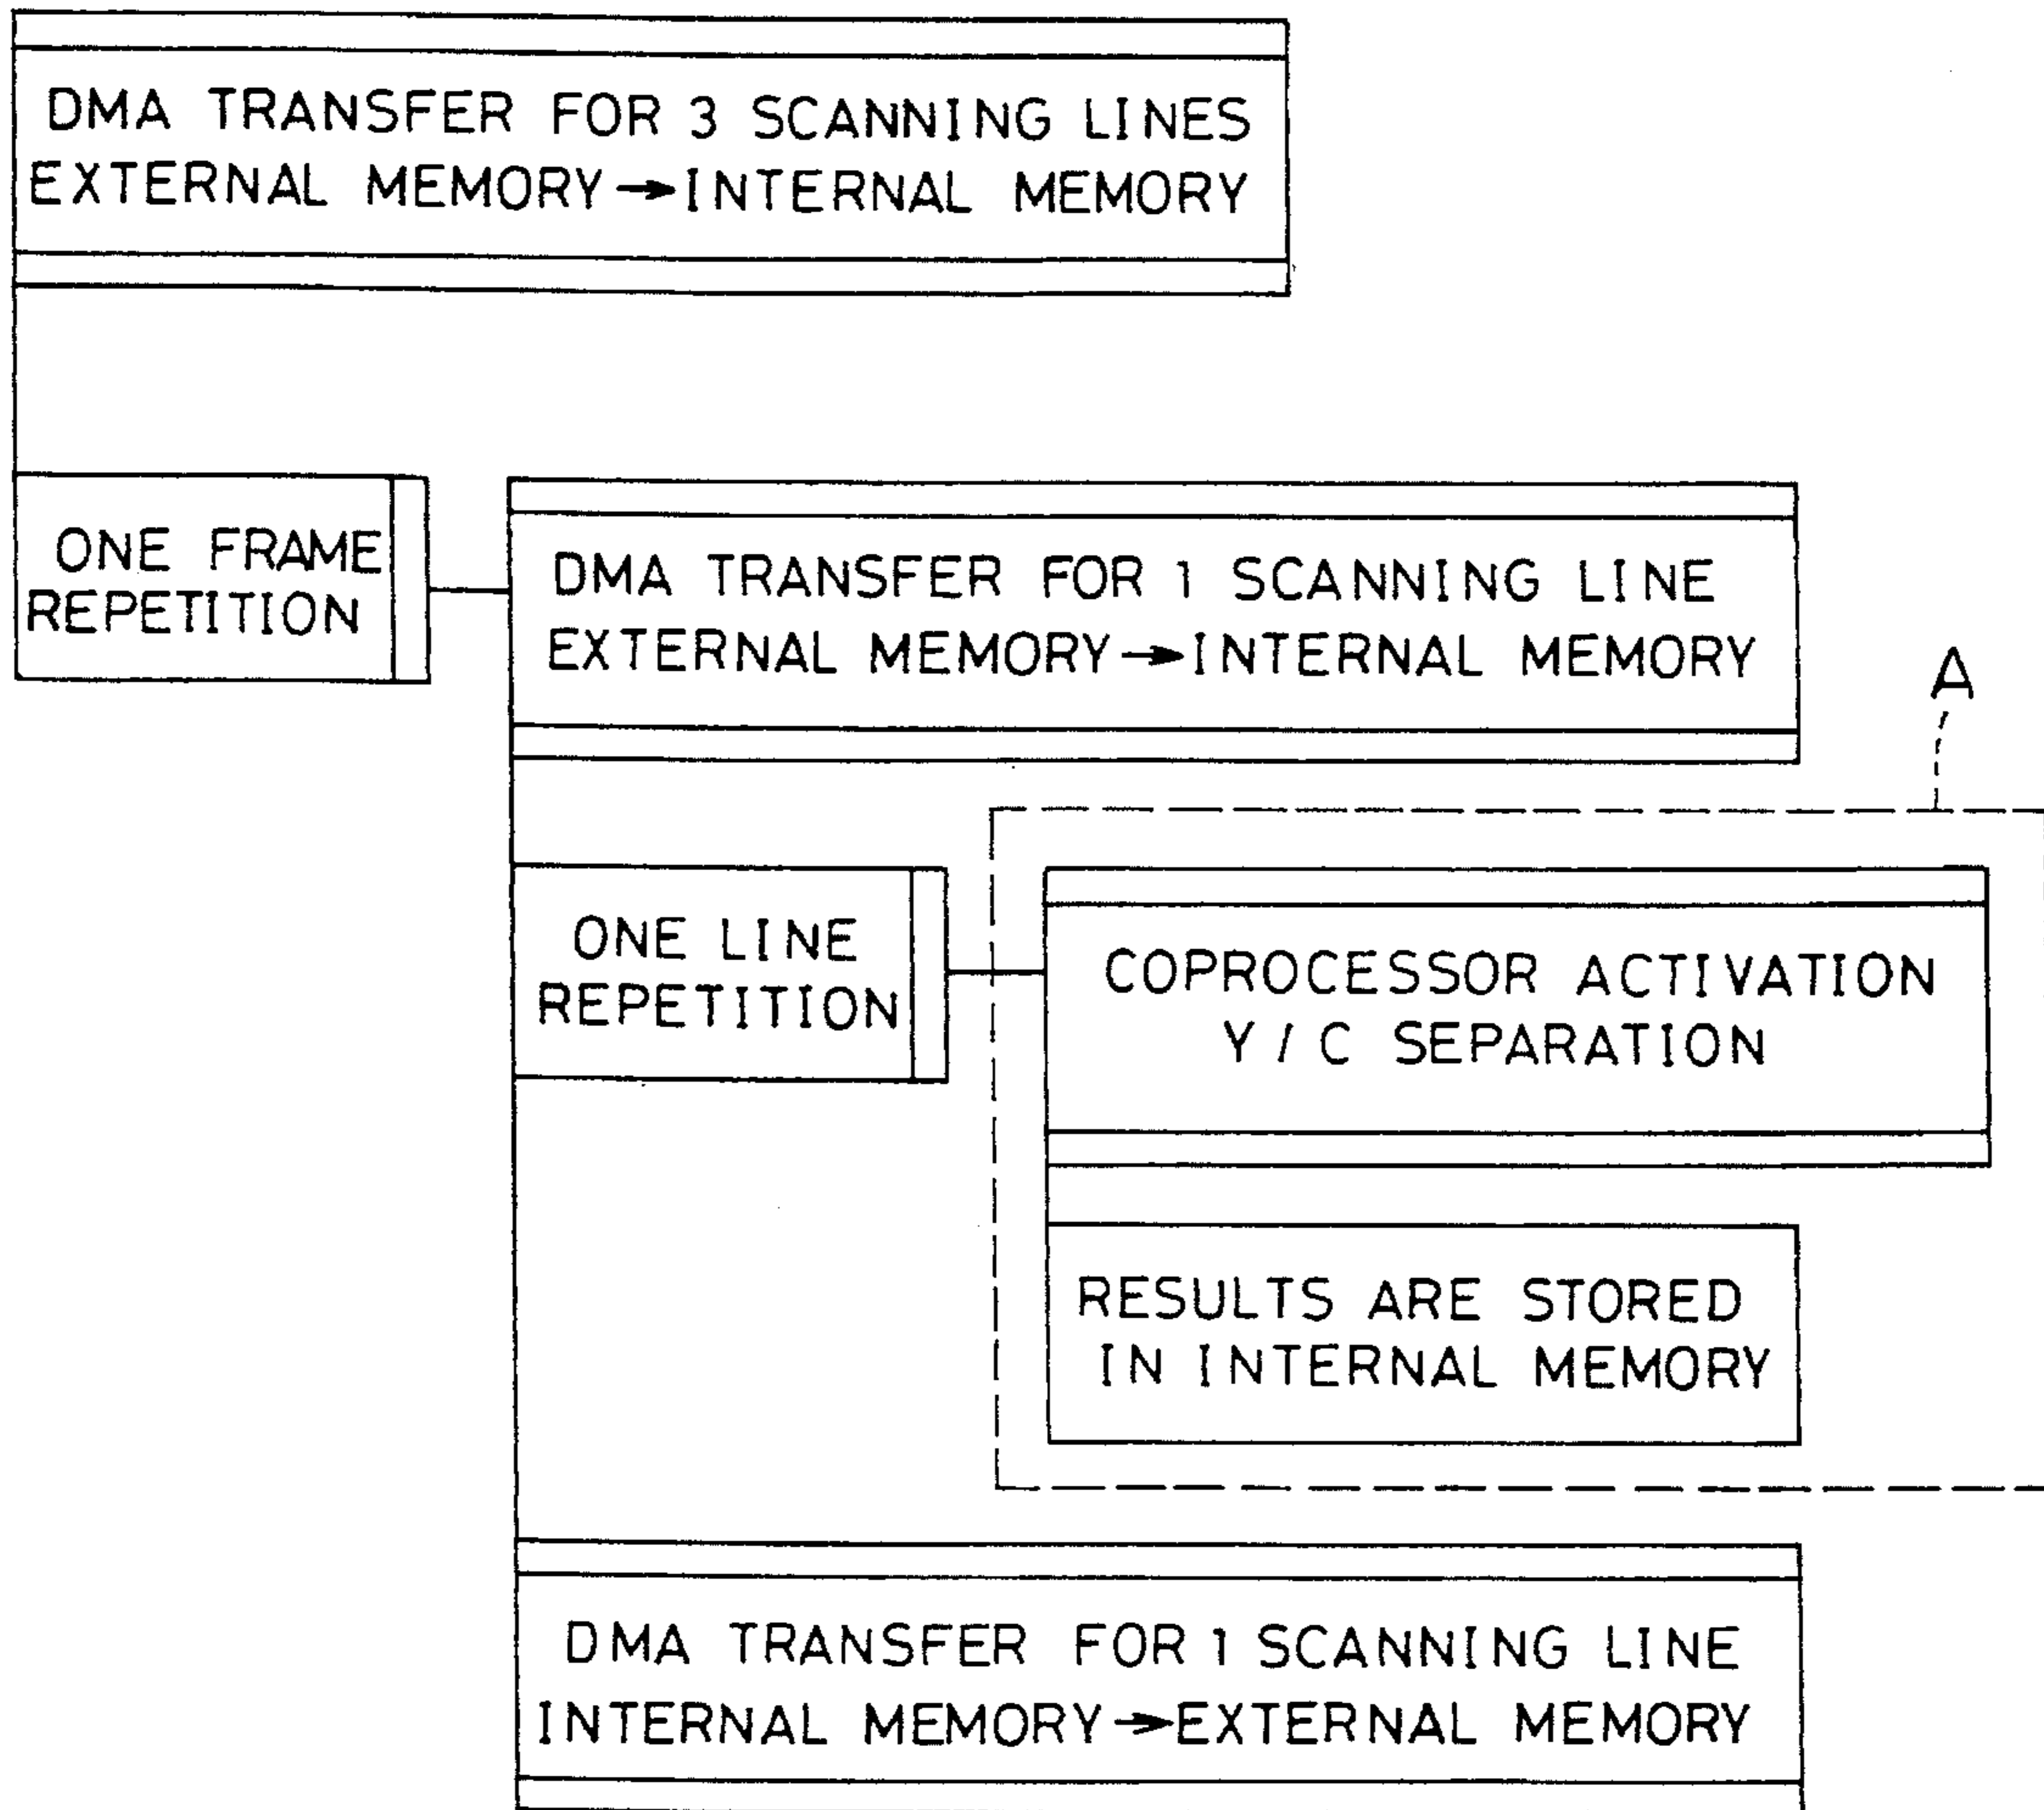 DMA TRANSFER FOR 3 SCANNING LINES
EXTERNAL MEMORY→INTERNAL MEMORY
ONE FRAME
REPETITION
DMA TRANSFER FOR 1 SCANNING LINE
EXTERNAL MEMORY→INTERNAL MEMORY
A
ONE LINE
REPETITION
COPROCESSOR ACTIVATION
Y/C SEPARATION
RESULTS ARE STORED
IN INTERNAL MEMORY
DMA TRANSFER FOR 1 SCANNING LINE
INTERNAL MEMORY→EXTERNAL MEMORY